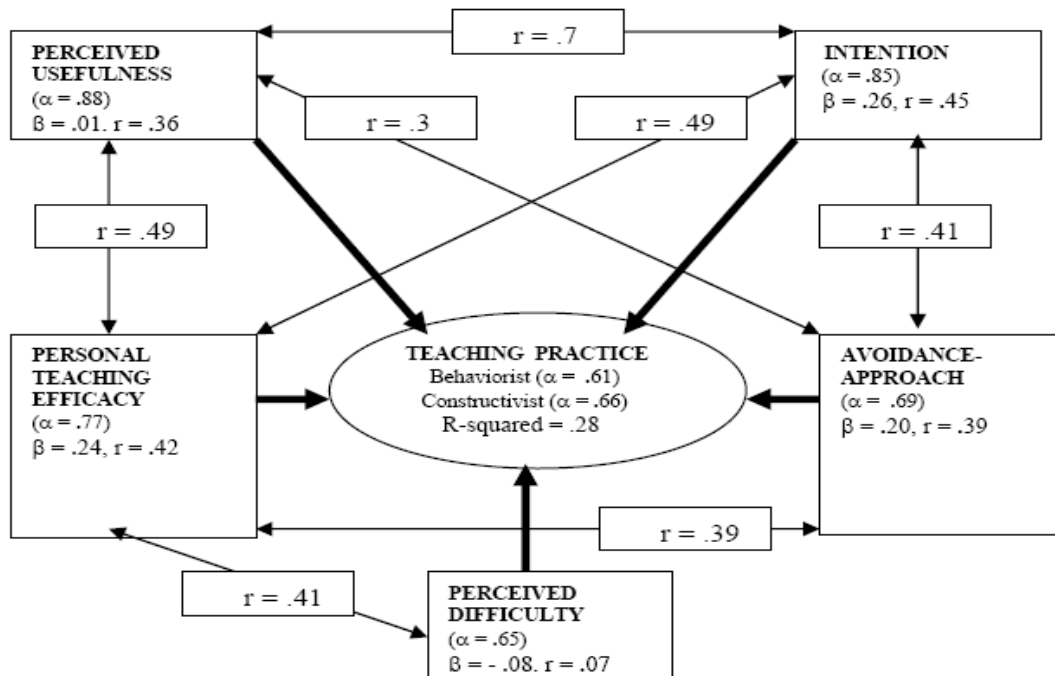 r = .7
PERCEIVED
USEFULNESS
(α = .88)
β = .01. r = .36
INTENTION
(α = .85)
β = .26, r = .45
r = .3
r = .49
r = .49
r = .41
PERSONAL
TEACHING
EFFICACY
(α = .77)
β = .24, r = .42
TEACHING PRACTICE
Behaviorist (α = .61)
Constructivist (α = .66)
R-squared = .28
AVOIDANCE-
APPROACH
(α = .69)
β = .20, r = .39
r = .39
r = .41
PERCEIVED
DIFFICULTY
(α = .65)
β = - .08. r = .07